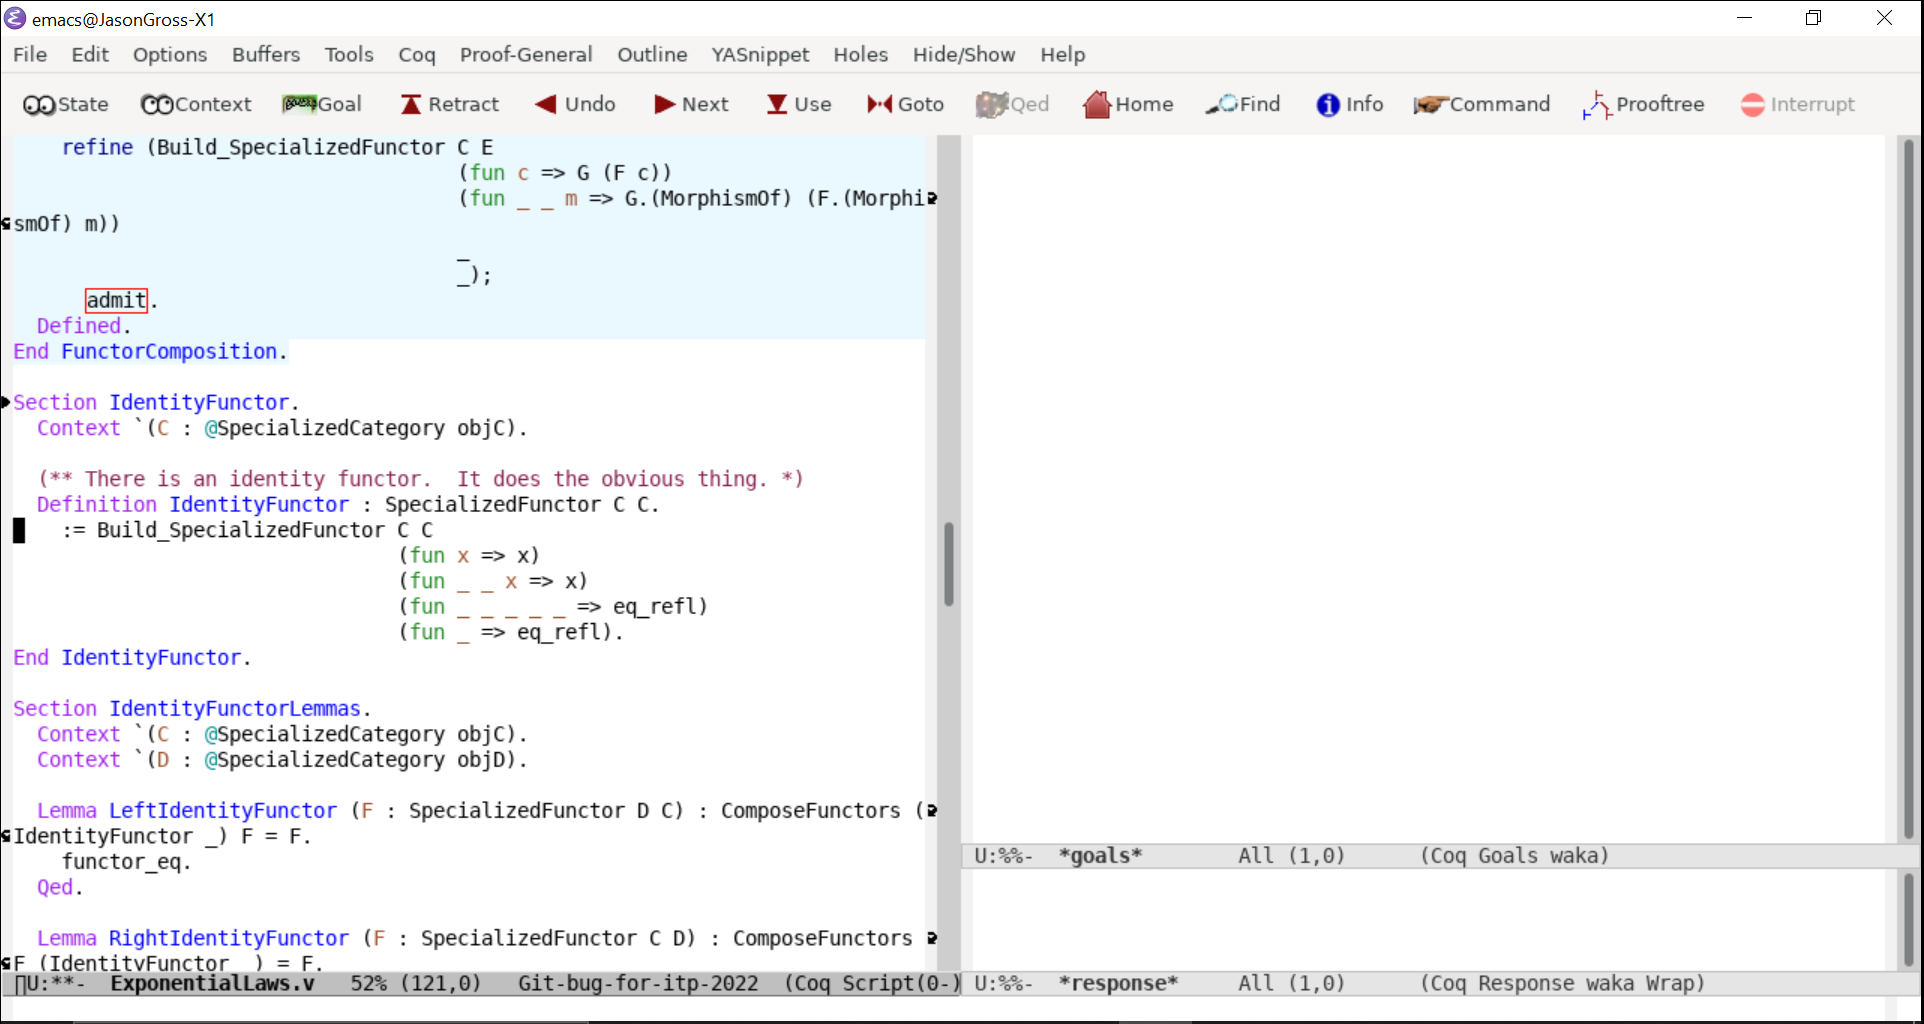 emacs@JasonGross-X1
File Edit Options Buffers Tools Coq Proof-General Outline YASnippet Holes Hide/Show Help
State Context Goal Retract Undo Next Use Goto Qed Home Find Info Command Prooftree Interrupt
refine (Build_SpecializedFunctor C E
(fun c => G (F c))
(fun _ _ m => G.(MorphismOf) (F.(Morphi
smOf) m))
_
_);
admit.
Defined.
End FunctorComposition.
Section IdentityFunctor.
Context `(C : @SpecializedCategory objC).
(** There is an identity functor.  It does the obvious thing. *)
Definition IdentityFunctor : SpecializedFunctor C C.
:= Build_SpecializedFunctor C C
(fun x => x)
(fun _ _ x => x)
(fun _ _ _ _ _ => eq_refl)
(fun _ => eq_refl).
End IdentityFunctor.
Section IdentityFunctorLemmas.
Context `(C : @SpecializedCategory objC).
Context `(D : @SpecializedCategory objD).
Lemma LeftIdentityFunctor (F : SpecializedFunctor D C) : ComposeFunctors (
IdentityFunctor _) F = F.
functor_eq.
Qed.
Lemma RightIdentityFunctor (F : SpecializedFunctor C D) : ComposeFunctors
F (IdentityFunctor _) = F.
U:**-  ExponentialLaws.v   52% (121,0)   Git-bug-for-itp-2022  (Coq Script(0-)
U:%%-  *goals*        All (1,0)      (Coq Goals waka)
U:%%-  *response*     All (1,0)      (Coq Response waka Wrap)